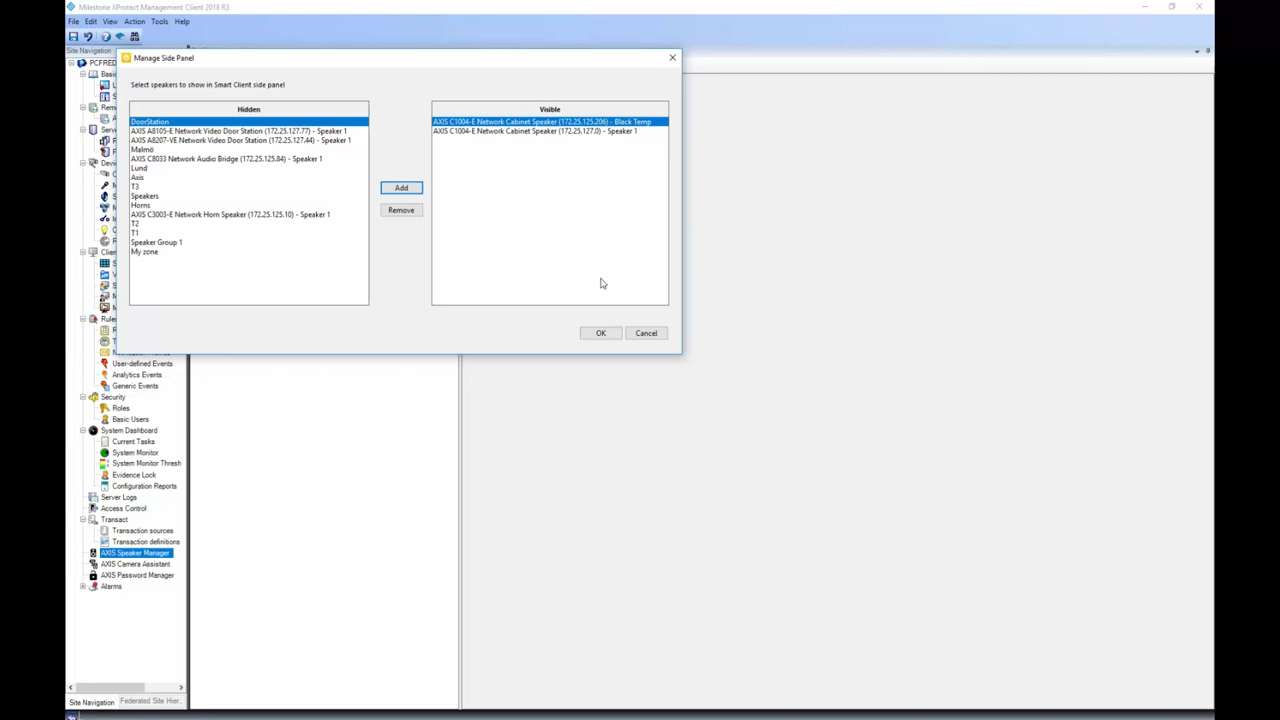 Milestone XProtect Management Client 2018 R3
File Edit View Action Tools Help
Site Navigation
Manage Side Panel
Select speakers to show in Smart Client side panel
Hidden
DoorStation
AXIS A8105-E Network Video Door Station (172.25.127.77) - Speaker 1
AXIS A8207-VE Network Video Door Station (172.25.127.44) - Speaker 1
Malmö
AXIS C8033 Network Audio Bridge (172.25.125.84) - Speaker 1
Lund
Axis
T3
Speakers
Horns
AXIS C3003-E Network Horn Speaker (172.25.125.10) - Speaker 1
T2
T1
Speaker Group 1
My zone
Add
Remove
Visible
AXIS C1004-E Network Cabinet Speaker (172.25.125.206) - Black Temp
AXIS C1004-E Network Cabinet Speaker (172.25.127.0) - Speaker 1
OK Cancel
PCFRED
Basi
Rem
Serv
Devi
Clien
Rule
User-defined Events
Analytics Events
Generic Events
Security
Roles
Basic Users
System Dashboard
Current Tasks
System Monitor
System Monitor Thresh
Evidence Lock
Configuration Reports
Server Logs
Access Control
Transact
Transaction sources
Transaction definitions
AXIS Speaker Manager
AXIS Camera Assistant
AXIS Password Manager
Alarms
Site Navigation Federated Site Hier...